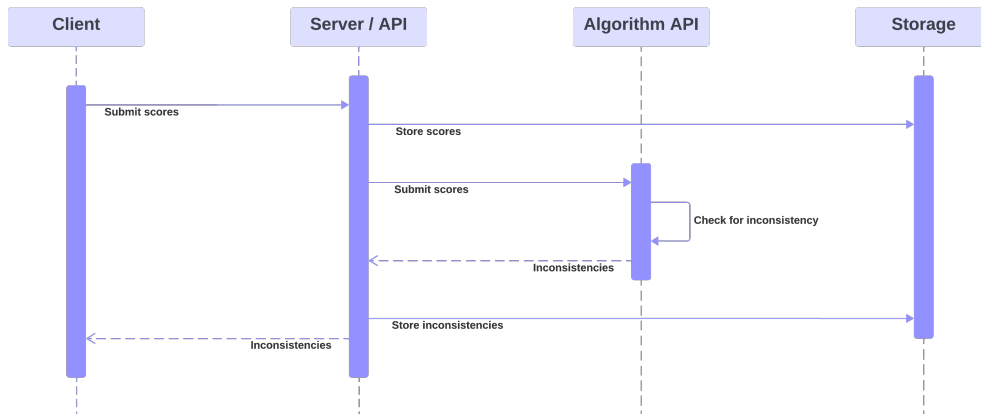 Client
Server / API
Algorithm API
Storage
Submit scores
Store scores
Submit scores
Check for inconsistency
Inconsistencies
Store inconsistencies
Inconsistencies